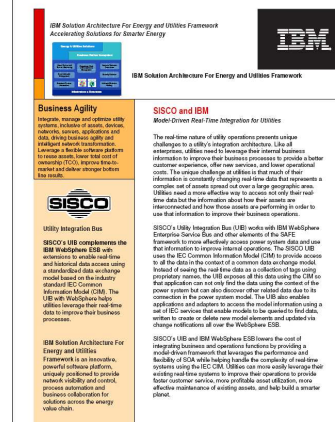 IBM Solution Architecture For Energy and Utilities Framework
Accelerating Solutions for Smarter Energy
IBM
IBM Solution Architecture For Energy and Utilities Framework
Business Agility
Integrate, manage and optimize utility
systems, inclusive of assets, devices,
networks, servers, applications and
data, driving business agility and
intelligent network transformation.
Leverage a flexible software platform
to reuse assets, lower total cost of
ownership (TCO), improve time-to-
market and deliver stronger bottom
line results.
SISCO
Utility Integration Bus
SISCO's UIB complements the
IBM WebSphere ESB with
extensions to enable real-time
and historical data access using
a standardized data exchange
model based on the industry
standard IEC Common
Information Model (CIM). The
UIB with WebSphere helps
utilities leverage their real-time
data to improve their business
processes.
IBM Solution Architecture For
Energy and Utilities
Framework is an innovative,
powerful software platform,
uniquely positioned to provide
network visibility and control,
process automation and
business collaboration for
solutions across the energy
value chain.
SISCO and IBM
Model-Driven Real-Time Integration for Utilities
The real-time nature of utility operations presents unique
challenges to a utility's integration architecture. Like all
enterprises, utilities need to leverage their internal business
information to improve their business processes to provide a better
customer experience, offer new services, and lower operational
costs. The unique challenge at utilities is that much of their
information is constantly changing real-time data that represents a
complex set of assets spread out over a large geographic area.
Utilities need a more effective way to access not only their real-
time data but the information about how their assets are
interconnected and how those assets are performing in order to
use that information to improve their business operations.
SISCO's Utility Integration Bus (UIB) works with IBM WebSphere
Enterprise Service Bus and other elements of the SAFE
framework to more effectively access power system data and use
that information to improve internal operations. The SISCO UIB
uses the IEC Common Information Model (CIM) to provide access
to all the data in the context of a common data exchange model.
Instead of seeing the real-time data as a collection of tags using
proprietary names, the UIB exposes all this data using the CIM so
that application can not only find the data using the context of the
power system but can also discover other related data due to its
connection in the power system model. The UIB also enables
applications and adapters to access the model information using a
set of IEC services that enable models to be queried to find data,
written to create or delete new model elements and updated via
change notifications all over the WebSphere ESB.
SISCO's UIB and IBM WebSphere ESB lowers the cost of
integrating business and operations functions by providing a
model-driven framework that leverages the performance and
flexibility of SOA while hiding the complexity of real-time
systems using the IEC CIM. Utilities can more easily leverage their
existing real-time systems to improve their operations to provide
faster customer service, more profitable asset utilization, more
effective maintenance of existing assets, and help build a smarter
planet.